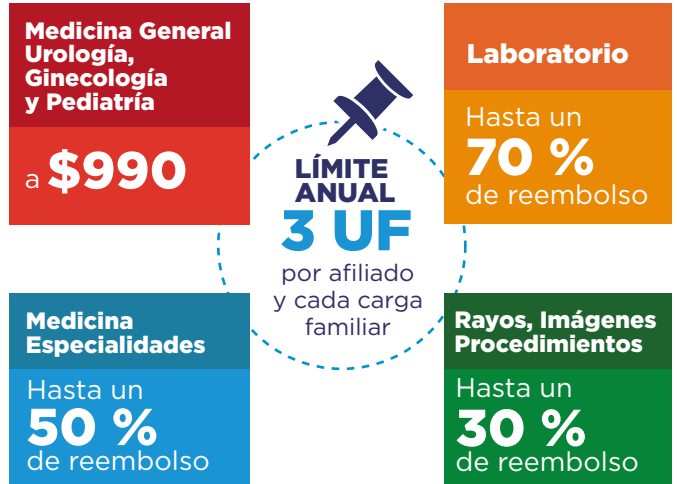 Medicina General
Urología,
Ginecología
y Pediatría
a $990
Laboratorio
Hasta un
70 %
de reembolso
LÍMITE
ANUAL
3 UF
por afiliado
y cada carga
familiar
Medicina
Especialidades
Hasta un
50 %
de reembolso
Rayos, Imágenes
Procedimientos
Hasta un
30 %
de reembolso